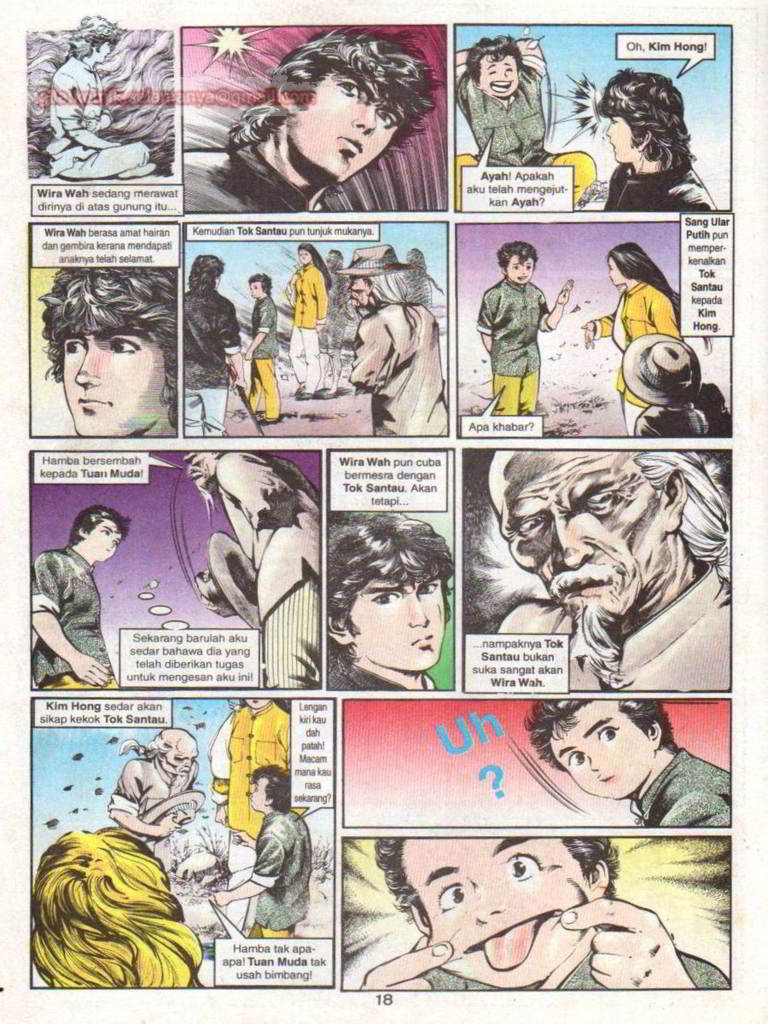 Wira Wah sedang merawat
dirinya di atas gunung itu...
Oh, Kim Hong!
Ayah! Apakah
aku telah mengejut-
kan Ayah?
Wira Wah berasa amat hairan
dan gembira kerana mendapati
anaknya telah selamat.
Kemudian Tok Santau pun tunjuk mukanya.
Sang Ular
Putih pun
memper-
kenalkan
Tok
Santau
kepada
Kim
Hong.
Apa khabar?
Hamba bersembah
kepada Tuan Muda!
Sekarang barulah aku
sedar bahawa dia yang
telah diberikan tugas
untuk mengesan aku ini!
Wira Wah pun cuba
bermesra dengan
Tok Santau. Akan
tetapi...
...nampaknya Tok
Santau bukan
suka sangat akan
Wira Wah.
Kim Hong sedar akan
sikap kekok Tok Santau.
Lengan
kiri kau
dah
patah!
Macam
mana kau
rasa
sekarang?
Hamba tak apa-
apa! Tuan Muda tak
usah bimbang!
Uh
?
18